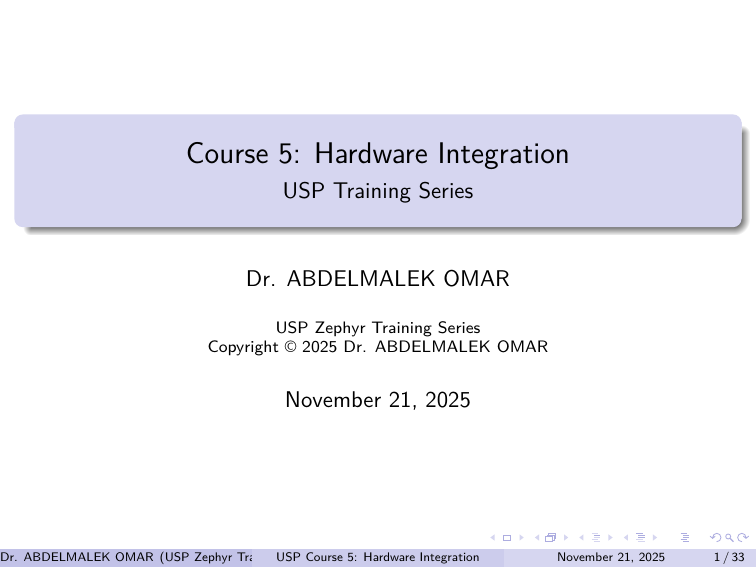 Course 5: Hardware Integration
USP Training Series
Dr. ABDELMALEK OMAR
USP Zephyr Training Series
Copyright © 2025 Dr. ABDELMALEK OMAR
November 21, 2025
Dr. ABDELMALEK OMAR (USP Zephyr USP Course 5: Hardware Integration November 21, 2025 1 / 33